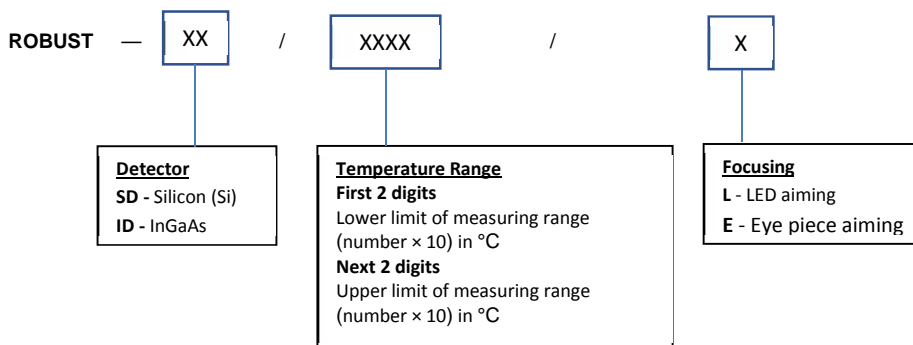 ROBUST — XX / XXXX / X
Detector
SD - Silicon (Si)
ID - InGaAs
Temperature Range
First 2 digits
Lower limit of measuring range
(number × 10) in °C
Next 2 digits
Upper limit of measuring range
(number × 10) in °C
Focusing
L - LED aiming
E - Eye piece aiming